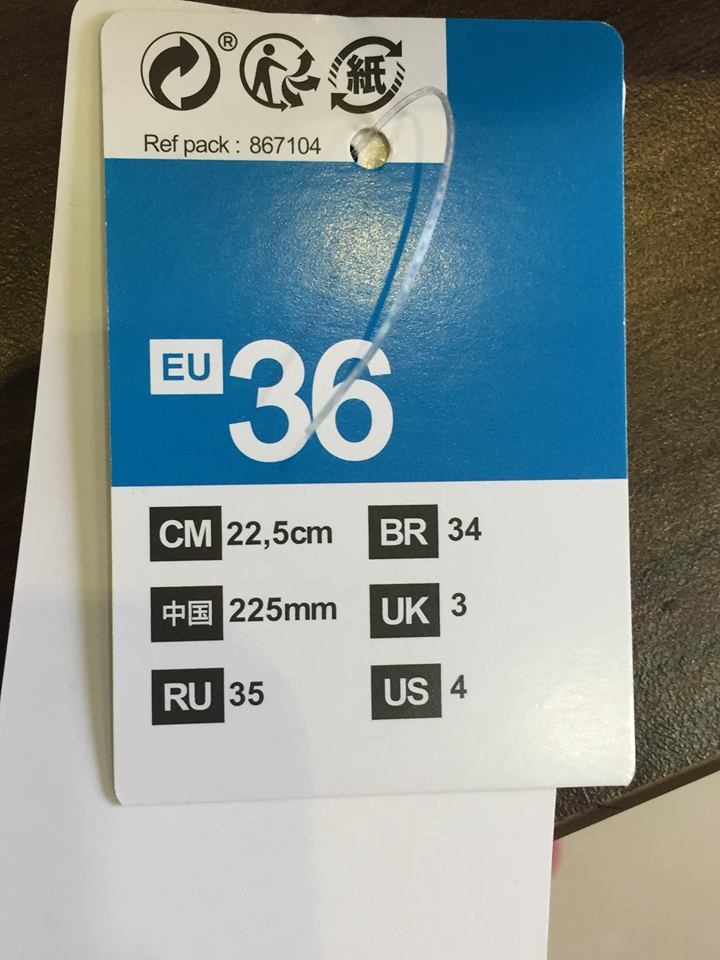 ®
紙
Ref pack : 867104
EU 36
CM 22,5cm BR 34
中国 225mm UK 3
RU 35 US 4